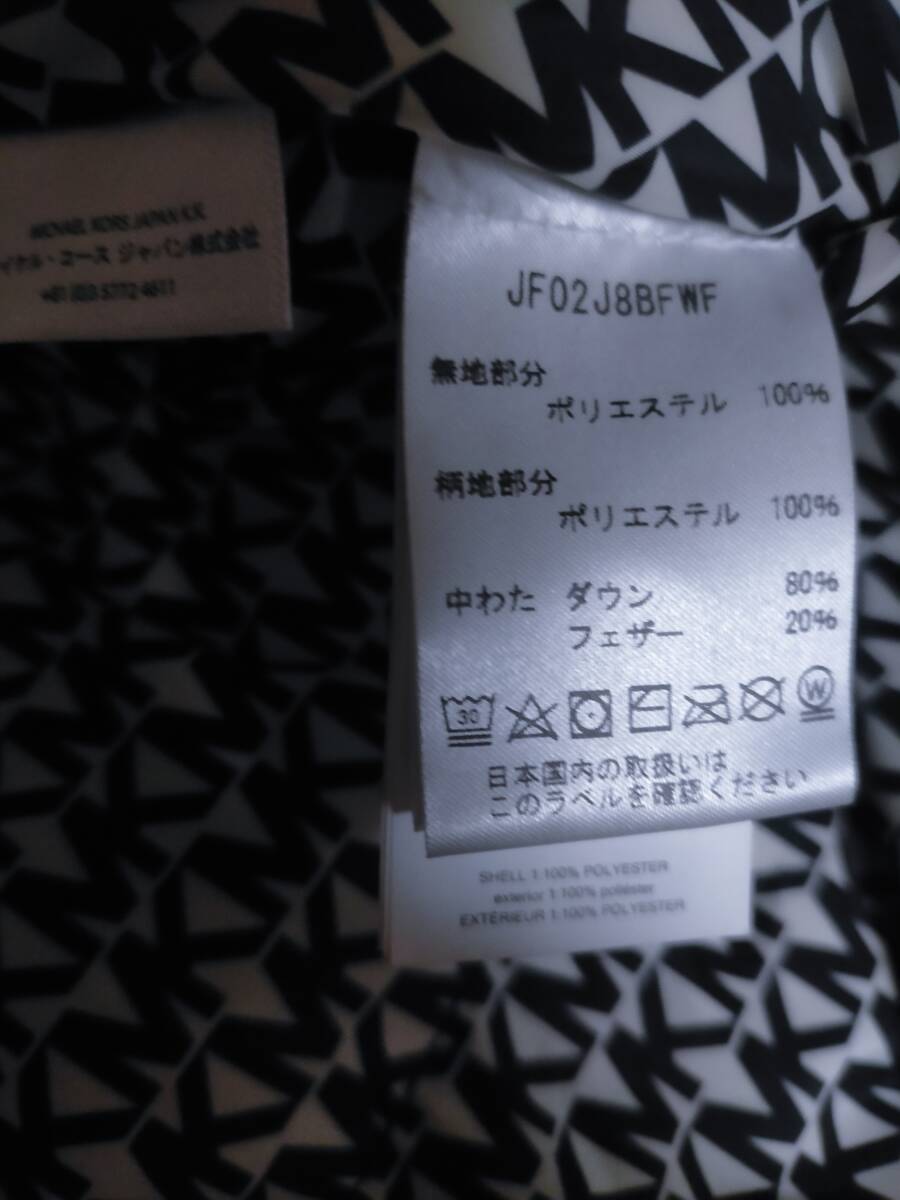 MICHAEL KORS JAPAN K.K.
イケル・コース ジャパン株式会社
JF02J8BFWF
無地部分
ポリエステル 100%
柄地部分
ポリエステル 100%
中わた ダウン 80%
フェザー 20%
30
W
日本国内の取扱いは
このラベルを確認ください
SHELL 1:100% POLYESTER
exterior 1:100% poliéster
EXTÉRIEUR 1:100% POLYESTER